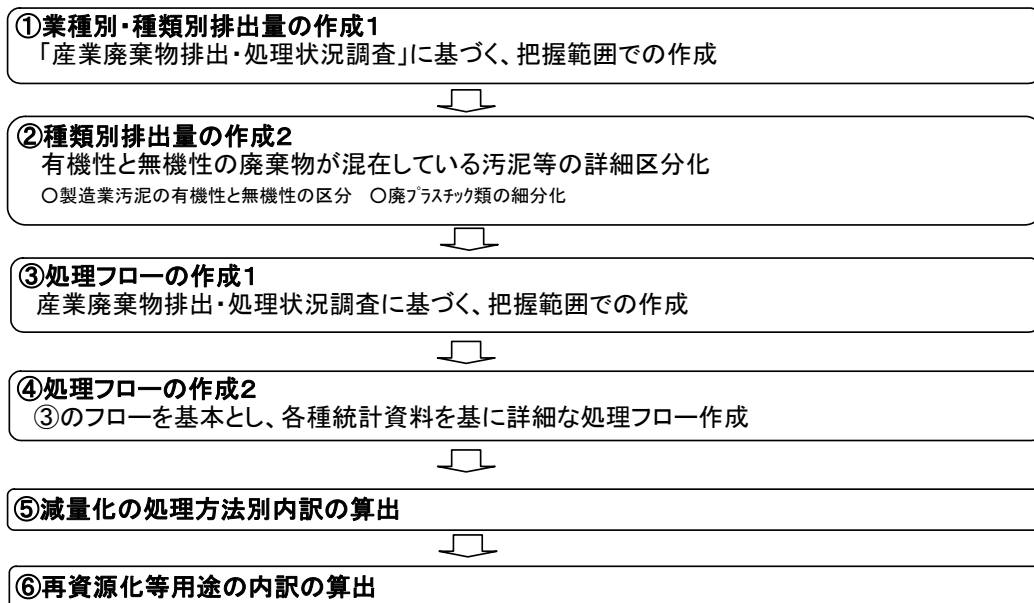 ①業種別・種類別排出量の作成1
「産業廃棄物排出・処理状況調査」に基づく、把握範囲での作成
②種類別排出量の作成2
有機性と無機性の廃棄物が混在している汚泥等の詳細区分化
○製造業汚泥の有機性と無機性の区分　○廃ﾌﾟﾗｽﾁｯｸ類の細分化
③処理フローの作成1
産業廃棄物排出・処理状況調査に基づく、把握範囲での作成
④処理フローの作成2
③のフローを基本とし、各種統計資料を基に詳細な処理フロー作成
⑤減量化の処理方法別内訳の算出
⑥再資源化等用途の内訳の算出